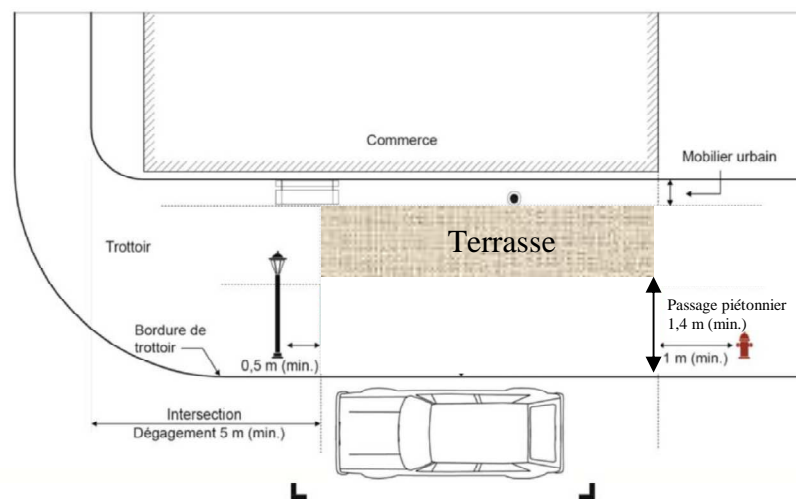 Commerce
Mobilier urbain
Terrasse
Trottoir
Passage piétonnier
1,4 m (min.)
Bordure de
trottoir
0,5 m (min.)
1 m (min.)
Intersection
Dégagement 5 m (min.)